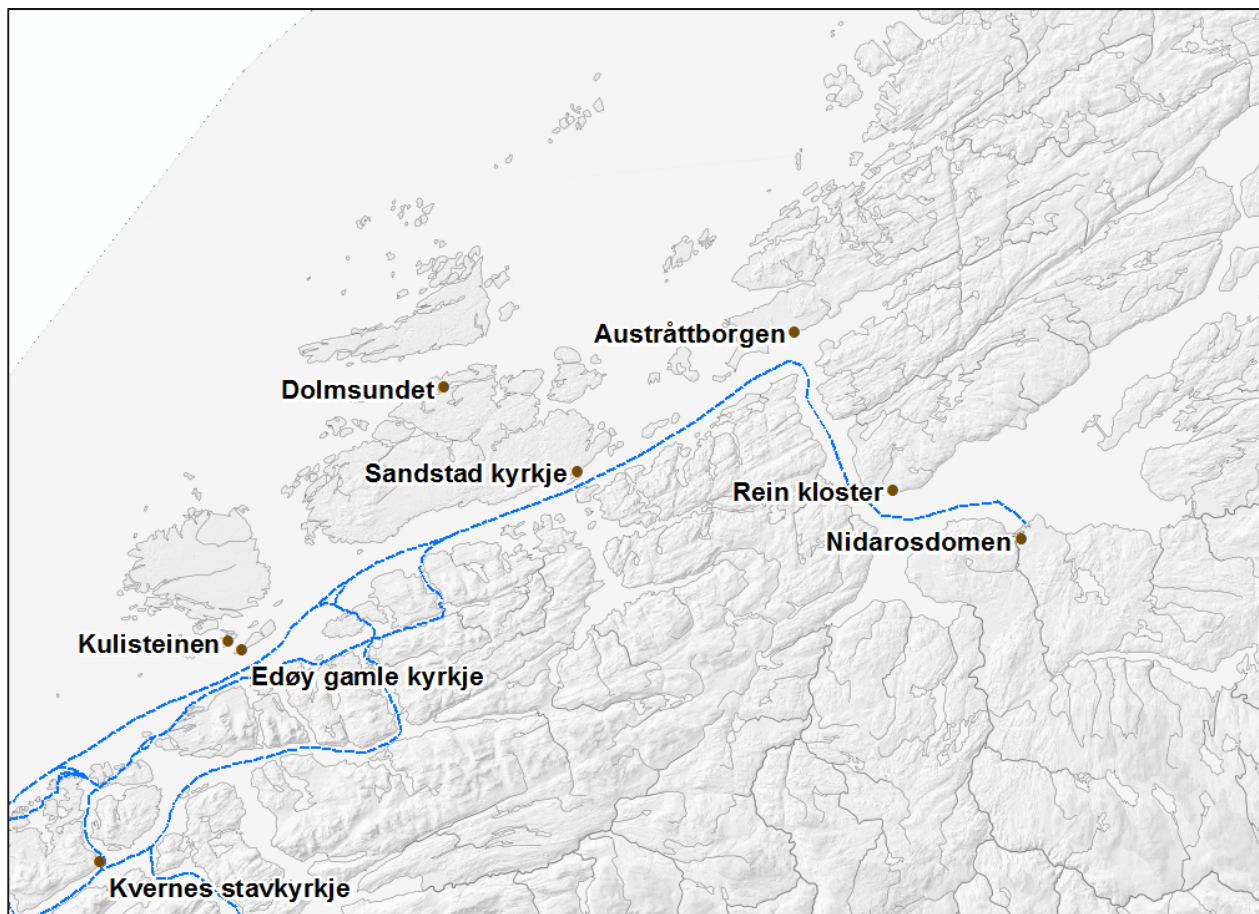 Austråttborgen
Dolmsundet
Sandstad kyrkje
Rein kloster
Nidarosdomen
Kulisteinen
Edøy gamle kyrkje
Kvernes stavkyrkje